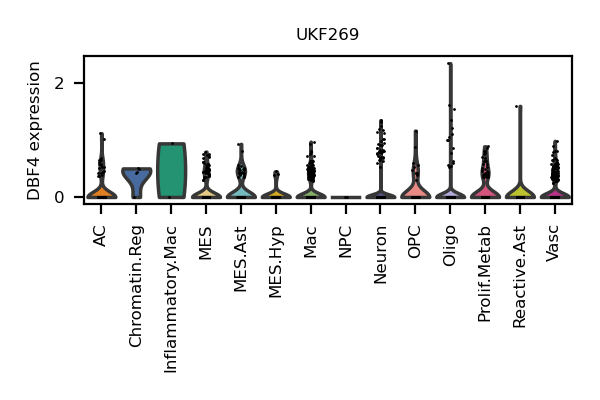 UKF269
DBF4 expression
2
0
AC
Chromatin.Reg
Inflammatory.Mac
MES
MES.Ast
MES.Hyp
Mac
NPC
Neuron
OPC
Oligo
Prolif.Metab
Reactive.Ast
Vasc